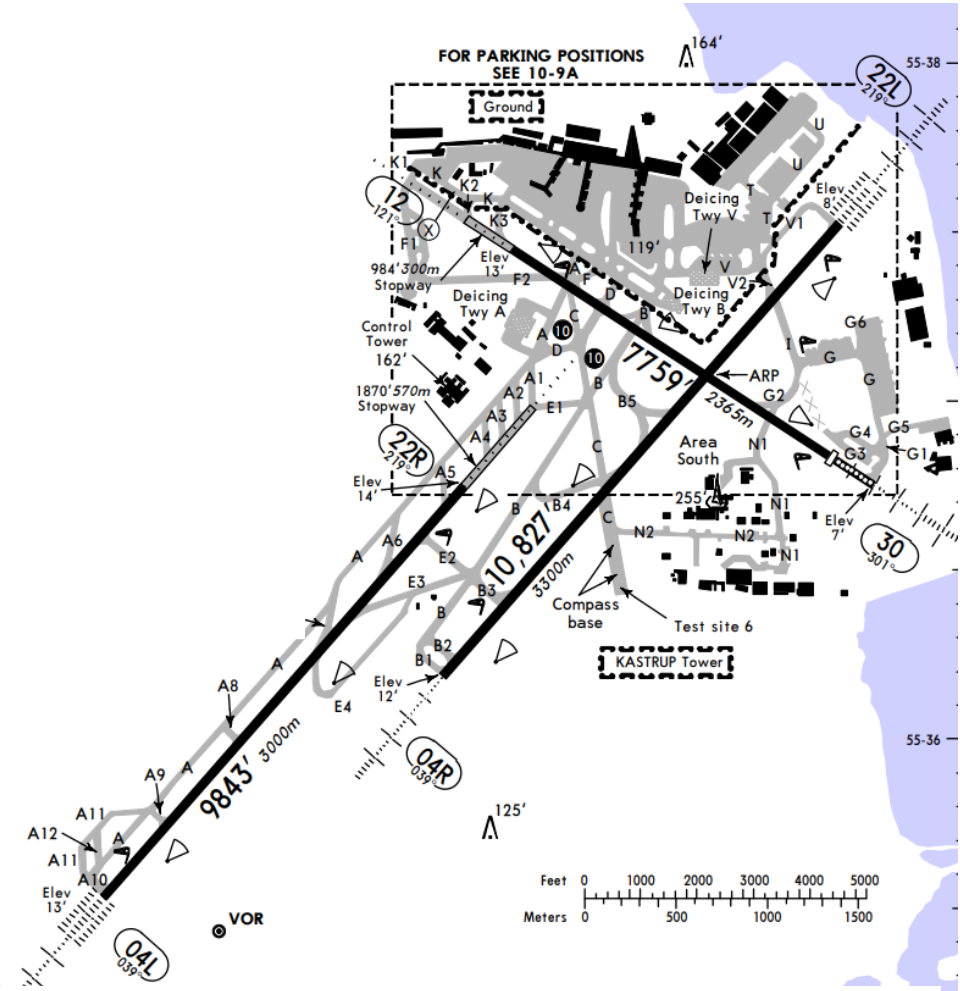 164'
FOR PARKING POSITIONS
SEE 10-9A
55-38
22L
219°
Ground
U
U
K1
K
K2
K
K3
12
121°
X
F1
T
T
Deicing
Twy V
Elev
8'
V1
119'
984' 300m
Stopway
Elev
13'
F2
A
F
D
V
V2
Deicing
Twy B
B
Deicing
Twy A
C
10
A
D
10
Control
Tower
162'
7759'
2365m
ARP
I
G6
G
G
1870' 570m
Stopway
A1
A2
A3
A4
E1
B
B5
G2
G4
G5
G3
G1
22R
219°
C
Area
South
N1
Elev
14'
A5
255'
B
B4
C
N1
Elev
7'
30
301°
A6
A
E2
10,827'
3300m
N2
N2
N1
E3
B3
B
Compass
base
Test site 6
B2
B1
KASTRUP Tower
A
E4
Elev
12'
A8
04R
039°
55-36
A
9843' 3000m
A9
125'
A11
A12
A
A11
A10
Elev
13'
Feet 0 1000 2000 3000 4000 5000
Meters 0 500 1000 1500
VOR
04L
039°